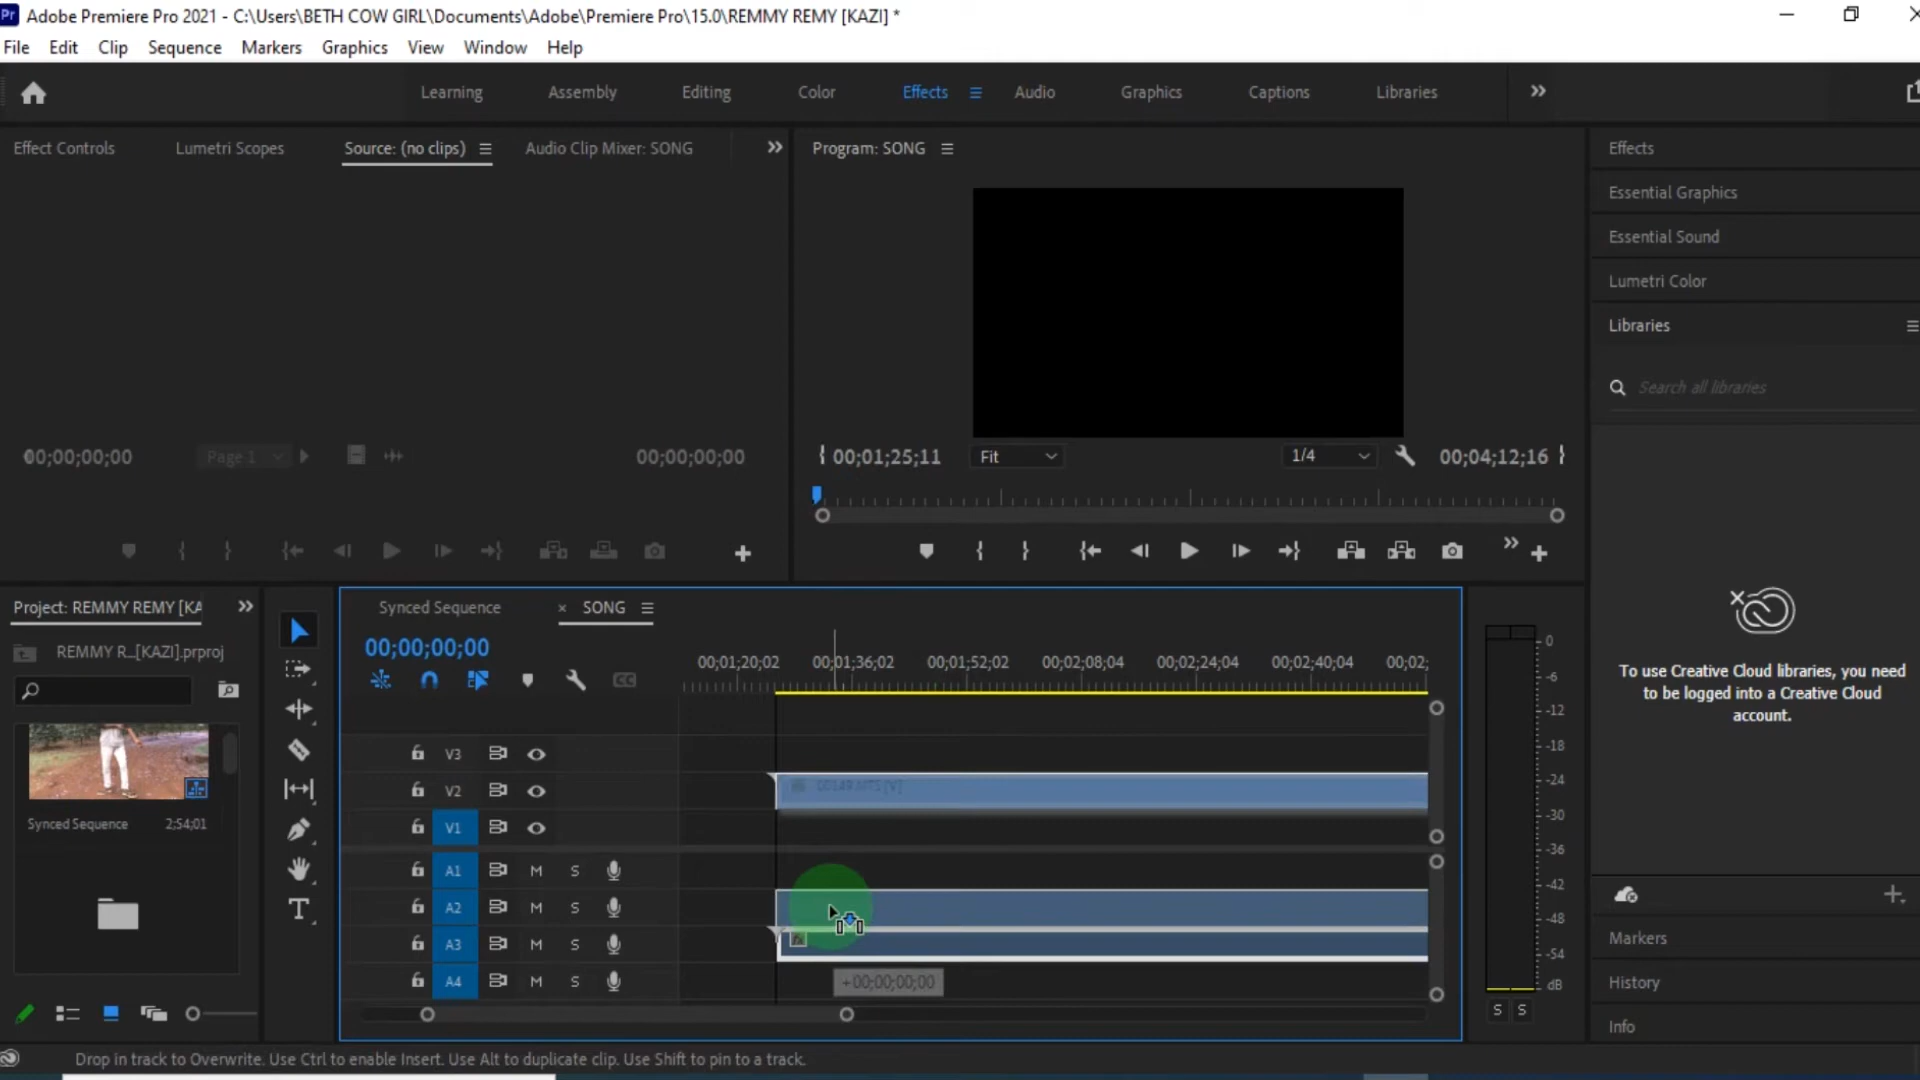 Pr Adobe Premiere Pro 2021 - C:\Users\BETH COW GIRL\Documents\Adobe\Premiere Pro\15.0\REMMY REMY [KAZI] *
File Edit Clip Sequence Markers Graphics View Window Help
Learning Assembly Editing Color Effects Audio Graphics Captions Libraries
Effect Controls Lumetri Scopes Source: (no clips) Audio Clip Mixer: SONG
Program: SONG
Effects
Essential Graphics
Essential Sound
Lumetri Color
Libraries
Search all libraries
00;00;00;00 Page 1 00;00;00;00
00;01;25;11 Fit 1/4 00;04;12;16
Project: REMMY REMY [KA
REMMY R...[KAZI].prproj
Synced Sequence 2;54;01
Synced Sequence × SONG
00;00;00;00
00;01;20;02 00;01;36;02 00;01;52;02 00;02;08;04 00;02;24;04 00;02;40;04 00;02;
V3
V2
V1
A1 M S
A2 M S
A3 M S
A4 M S
+00;00;00;00
0
-6
-12
-18
-24
-30
-36
-42
-48
-54
dB
S S
To use Creative Cloud libraries, you need
to be logged into a Creative Cloud
account.
Markers
History
Info
Drop in track to Overwrite. Use Ctrl to enable Insert. Use Alt to duplicate clip. Use Shift to pin to a track.